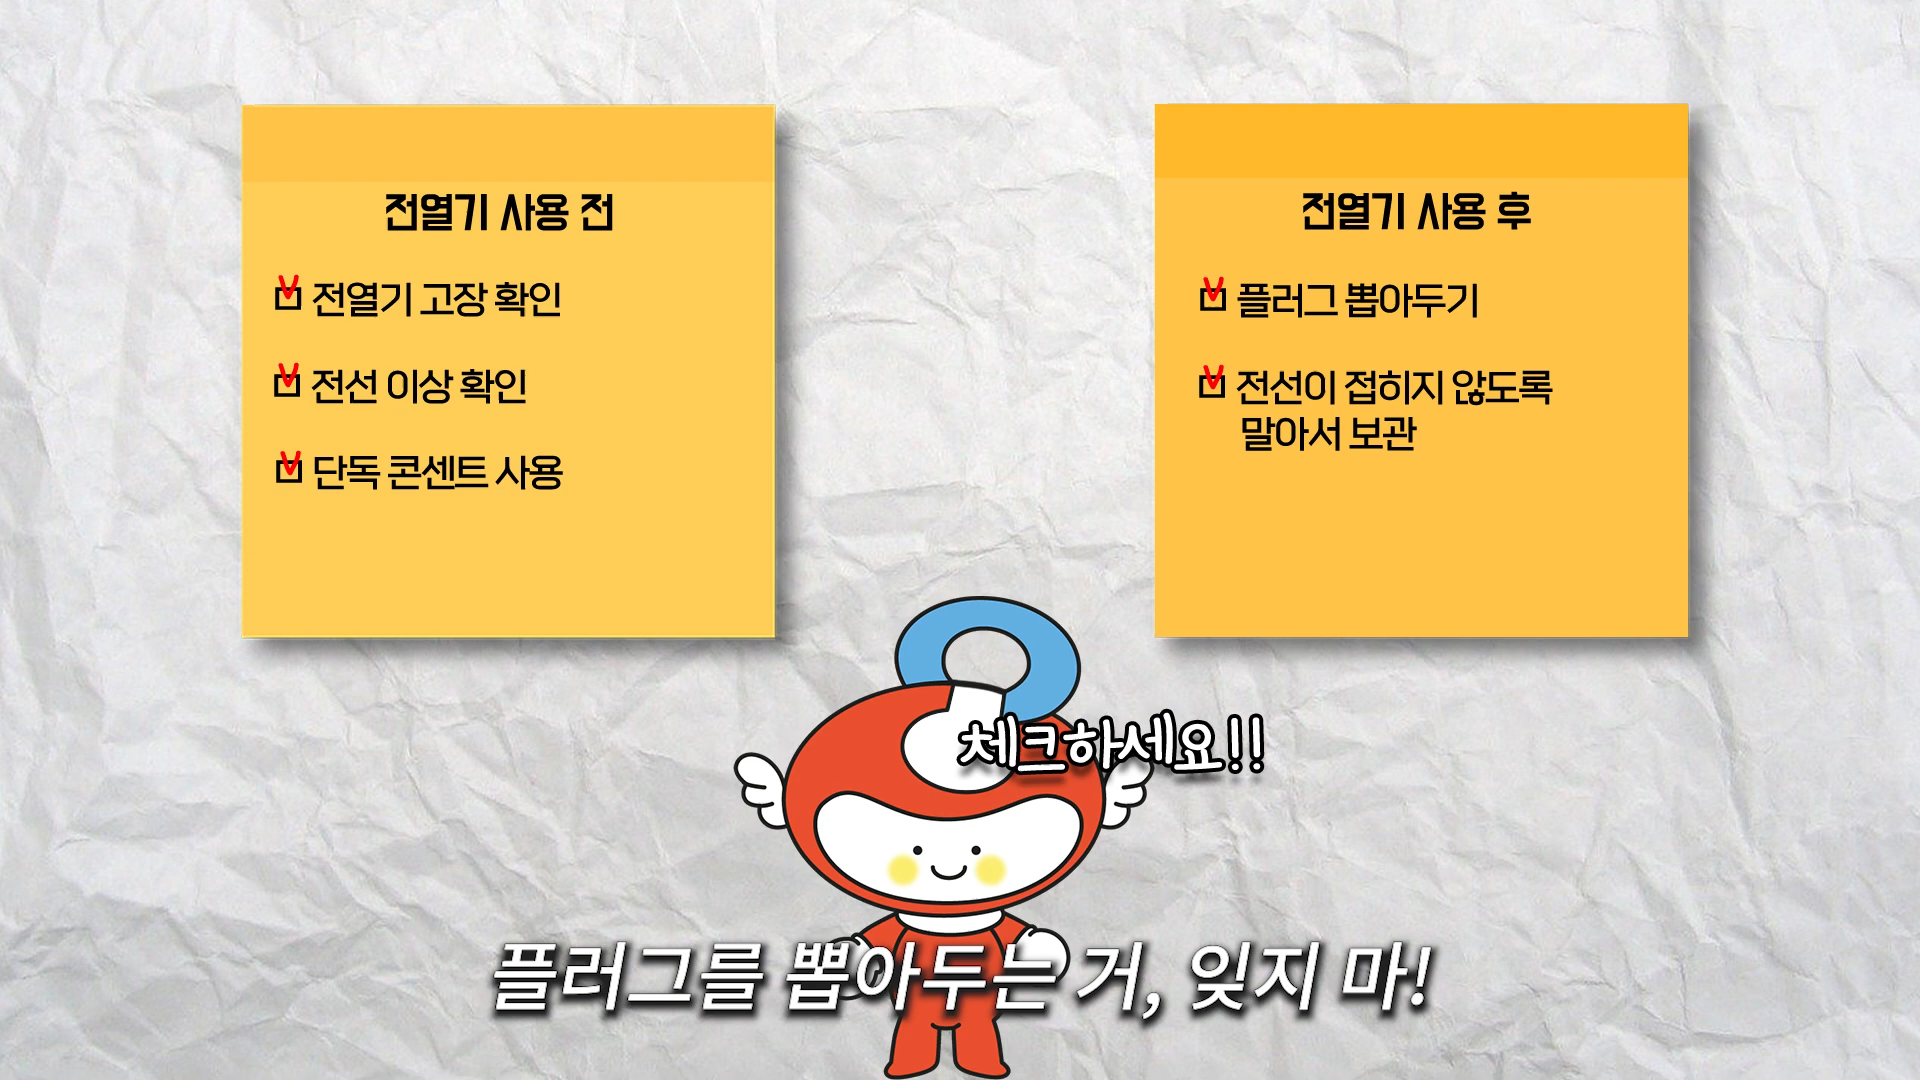 전열기 사용 전
전열기 고장 확인
전선 이상 확인
단독 콘센트 사용
전열기 사용 후
플러그 뽑아두기
전선이 접히지 않도록
말아서 보관
체크하세요!!
플러그를 뽑아두는 거, 잊지 마!